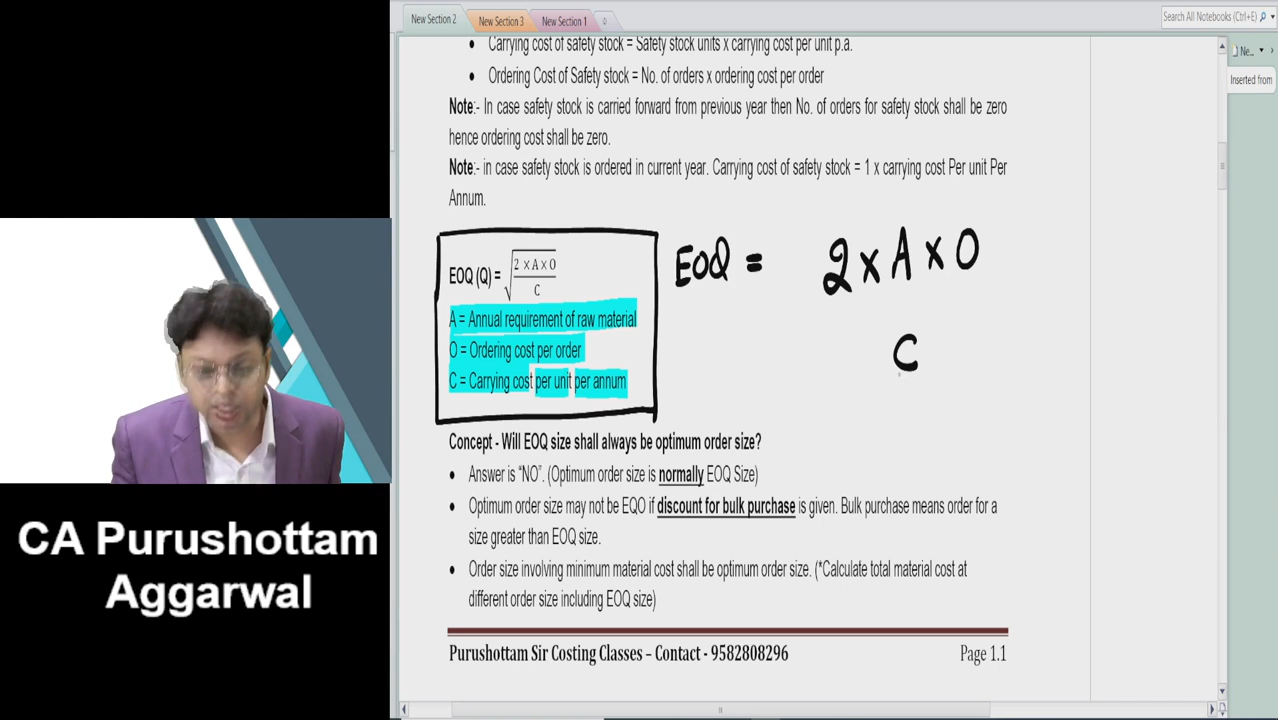 New Section 2 New Section 3 New Section 1
Search All Notebooks (Ctrl+E)
Ne...
Inserted from
• Carrying cost of safety stock = Safety stock units x carrying cost per unit p.a.
• Ordering Cost of Safety stock = No. of orders x ordering cost per order
Note:- In case safety stock is carried forward from previous year then No. of orders for safety stock shall be zero
hence ordering cost shall be zero.
Note:- in case safety stock is ordered in current year. Carrying cost of safety stock = 1 x carrying cost Per unit Per
Annum.
EOQ (Q) = √(2 × A × O / C)
A = Annual requirement of raw material
O = Ordering cost per order
C = Carrying cost per unit per annum
EOQ = 2 × A × O
C
Concept - Will EOQ size shall always be optimum order size?
• Answer is "NO". (Optimum order size is normally EOQ Size)
• Optimum order size may not be EQO if discount for bulk purchase is given. Bulk purchase means order for a
size greater than EOQ size.
• Order size involving minimum material cost shall be optimum order size. (*Calculate total material cost at
different order size including EOQ size)
Purushottam Sir Costing Classes – Contact - 9582808296 Page 1.1
CA Purushottam
Aggarwal